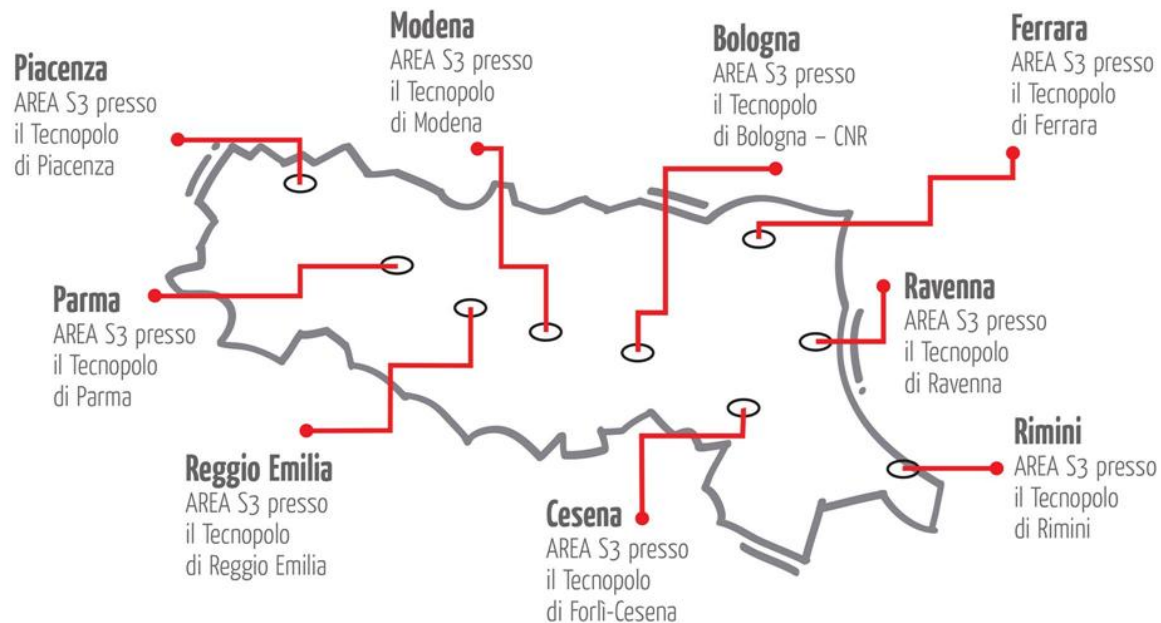 Piacenza
AREA S3 presso
il Tecnopolo
di Piacenza
Modena
AREA S3 presso
il Tecnopolo
di Modena
Bologna
AREA S3 presso
il Tecnopolo
di Bologna – CNR
Ferrara
AREA S3 presso
il Tecnopolo
di Ferrara
Parma
AREA S3 presso
il Tecnopolo
di Parma
Ravenna
AREA S3 presso
il Tecnopolo
di Ravenna
Reggio Emilia
AREA S3 presso
il Tecnopolo
di Reggio Emilia
Cesena
AREA S3 presso
il Tecnopolo
di Forlì-Cesena
Rimini
AREA S3 presso
il Tecnopolo
di Rimini